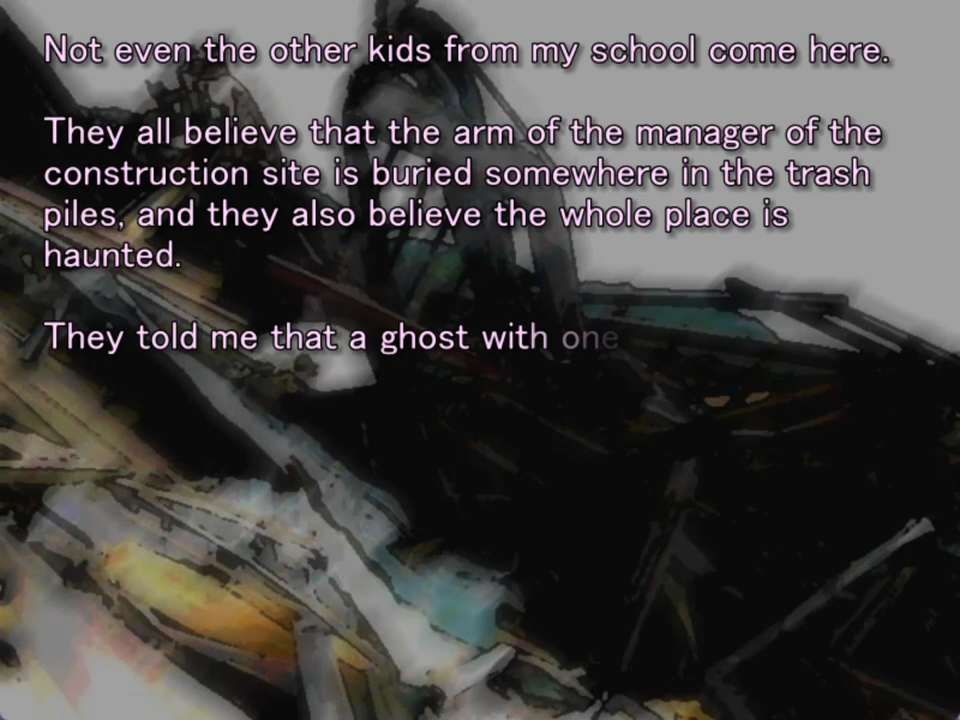 Not even the other kids from my school come here.
They all believe that the arm of the manager of the
construction site is buried somewhere in the trash
piles, and they also believe the whole place is
haunted.
They told me that a ghost with one